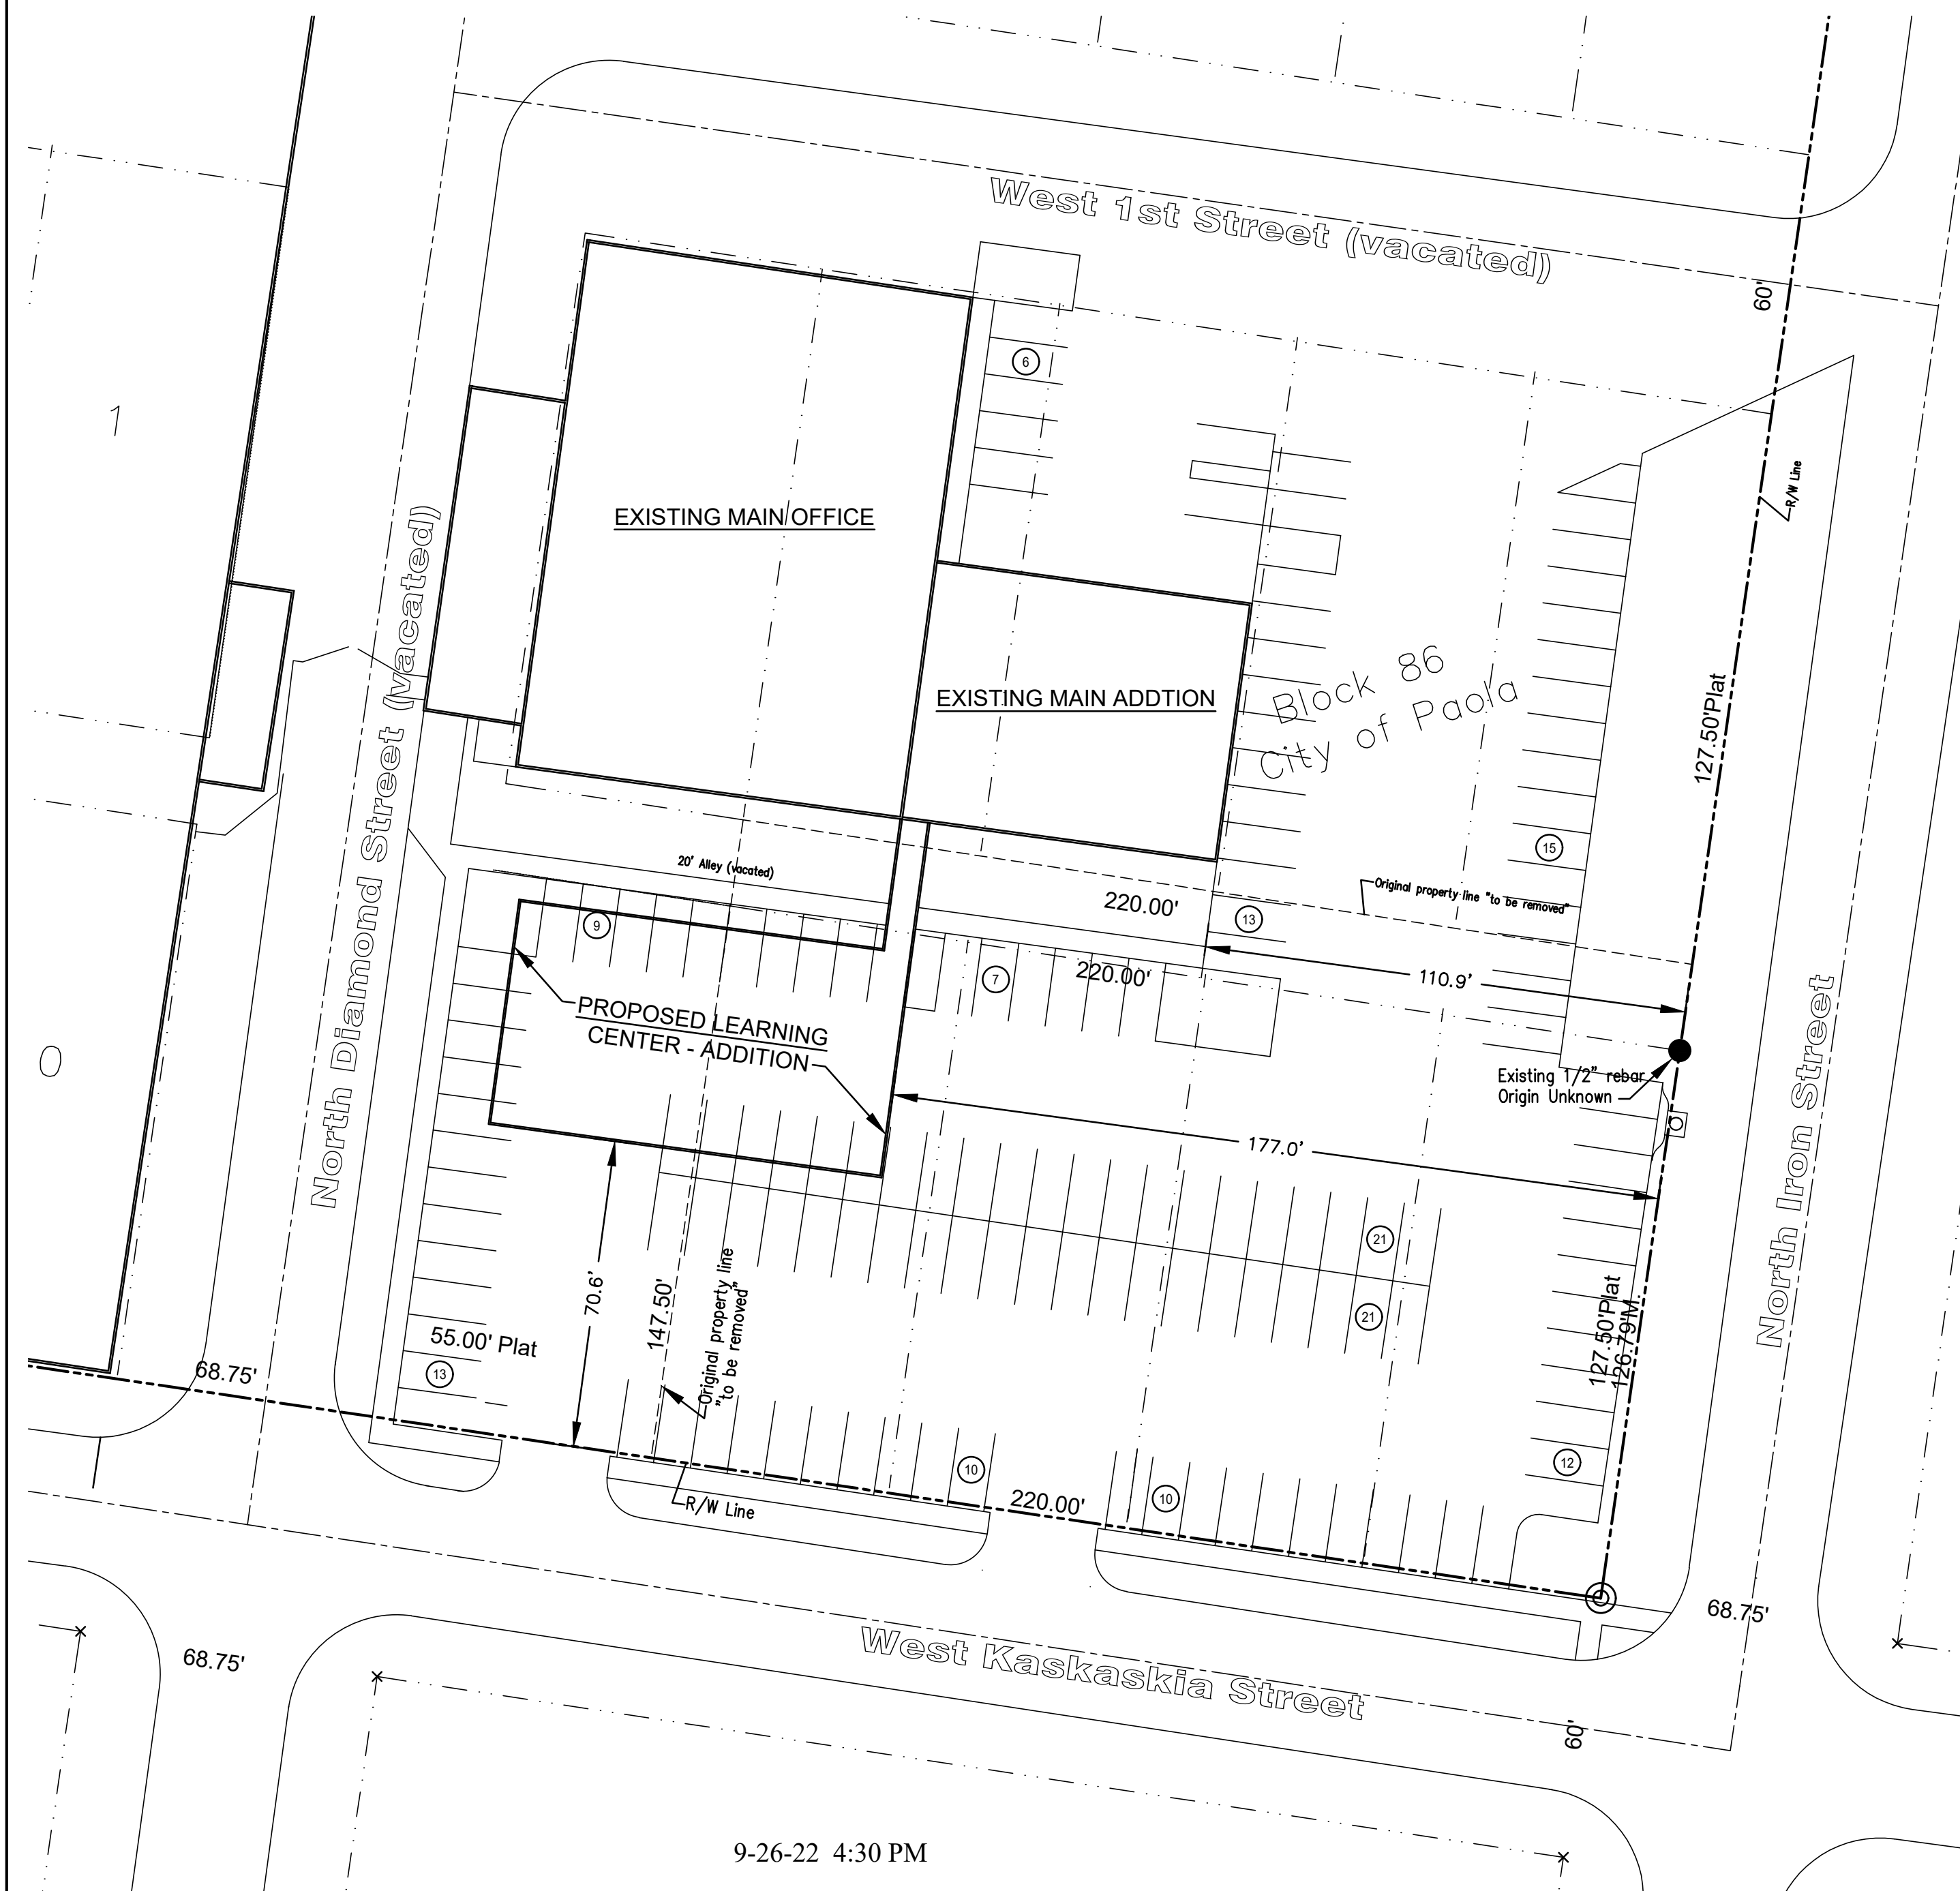 West 1st Street (vacated)
60'
6
1
R/W Line
EXISTING MAIN OFFICE
EXISTING MAIN ADDTION
Block 86
City of Paola
127.50'Plat
North Diamond Street (vacated)
15
20' Alley (vacated)
Original property line "to be removed"
220.00'
13
9
7
220.00'
110.9'
PROPOSED LEARNING
CENTER - ADDITION
O
Existing 1/2" rebar
Origin Unknown
North Iron Street
177.0'
21
21
70.6'
147.50'
Original property line
"to be removed"
127.50'Plat
126.79'M.
55.00' Plat
68.75'
13
10
10
12
220.00'
R/W Line
68.75'
68.75'
West Kaskaskia Street
60'
9-26-22 4:30 PM